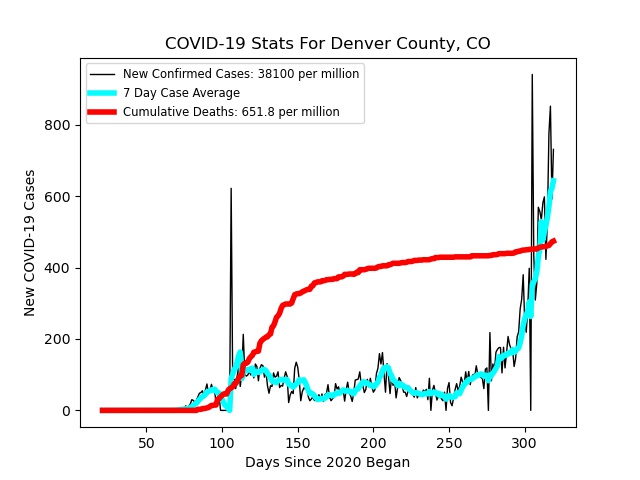 COVID-19 Stats For Denver County, CO
New Confirmed Cases: 38100 per million
7 Day Case Average
Cumulative Deaths: 651.8 per million
New COVID-19 Cases
800
600
400
200
0
50 100 150 200 250 300
Days Since 2020 Began